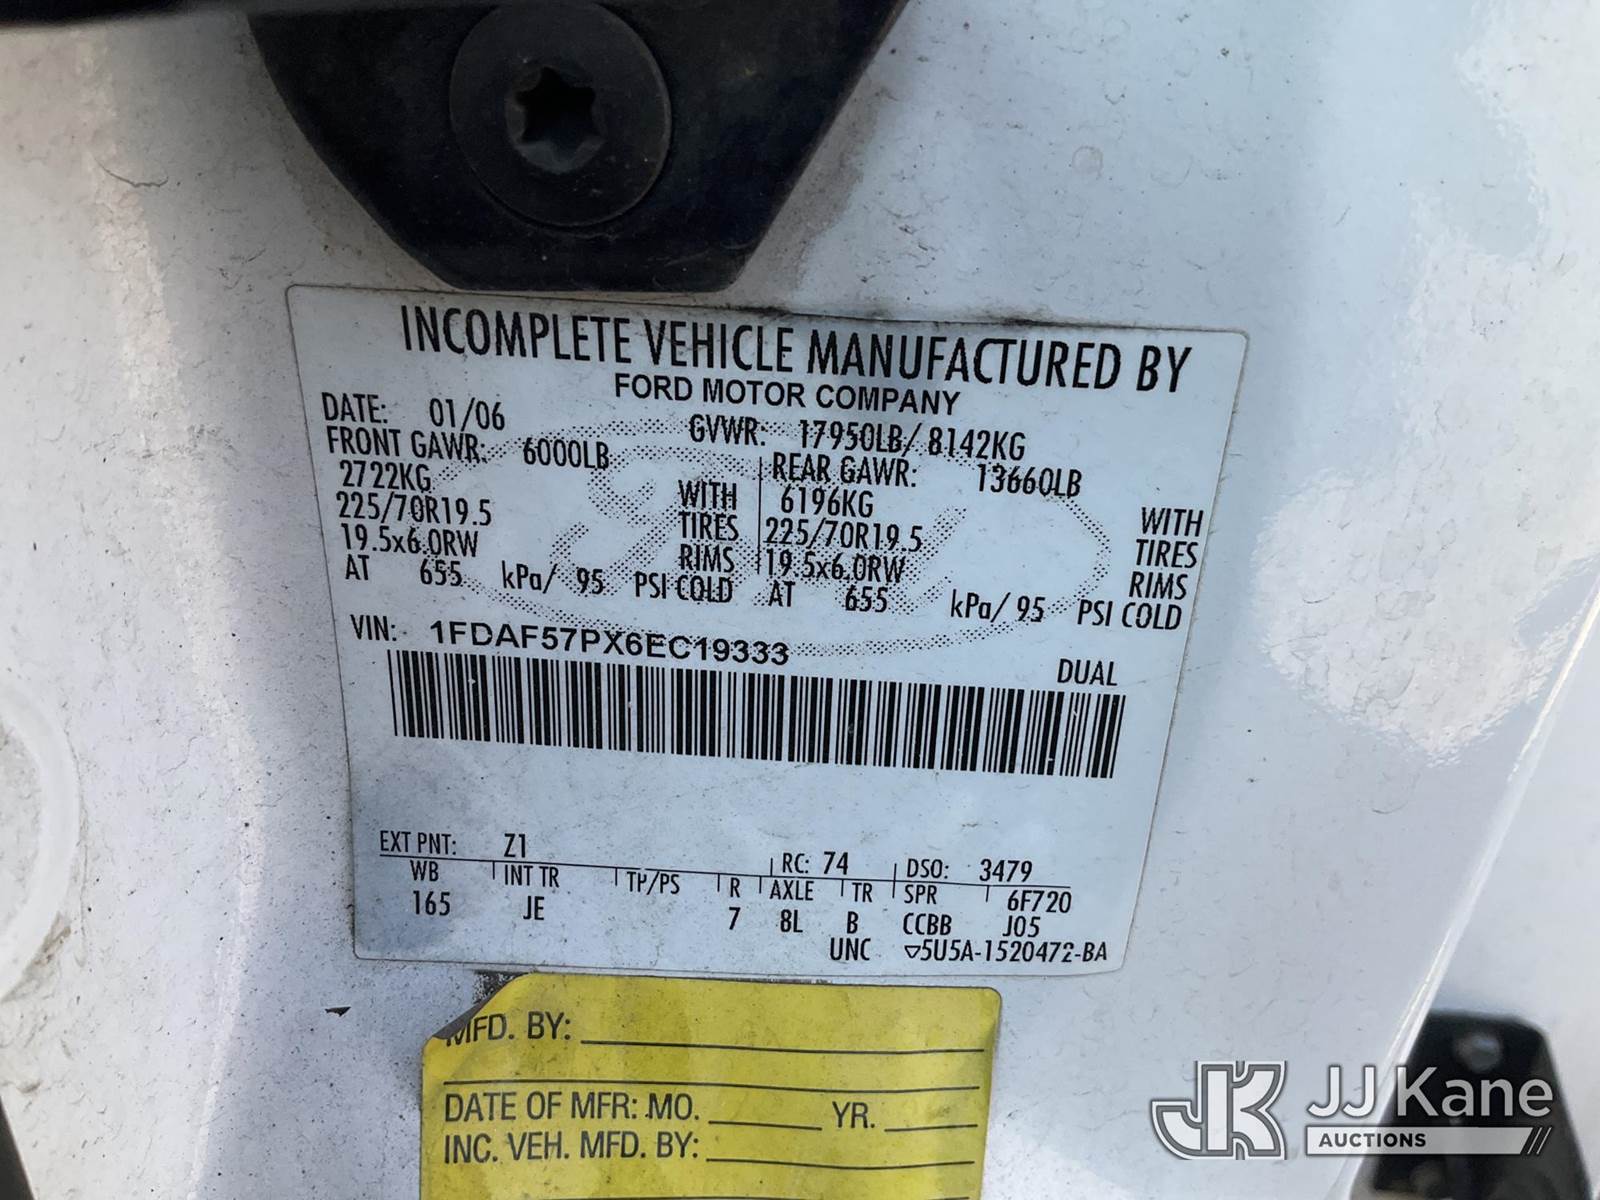 INCOMPLETE VEHICLE MANUFACTURED BY
FORD MOTOR COMPANY
DATE: 01/06 GVWR: 17950LB/ 8142KG
FRONT GAWR: 6000LB REAR GAWR: 13660LB
2722KG WITH 6196KG WITH
225/70R19.5 TIRES 225/70R19.5 TIRES
19.5x6.0RW RIMS 19.5x6.0RW RIMS
AT 655 kPa/ 95 PSI COLD AT 655 kPa/ 95 PSI COLD
VIN: 1FDAF57PX6EC19333
DUAL
EXT PNT: Z1 RC: 74 DSO: 3479
WB INT TR TP/PS R AXLE TR SPR 6F720
165 JE 7 8L B CCBB J05
UNC ▽5U5A-1520472-BA
MFD. BY:
DATE OF MFR: MO. YR.
INC. VEH. MFD. BY:
JK JJ Kane
AUCTIONS